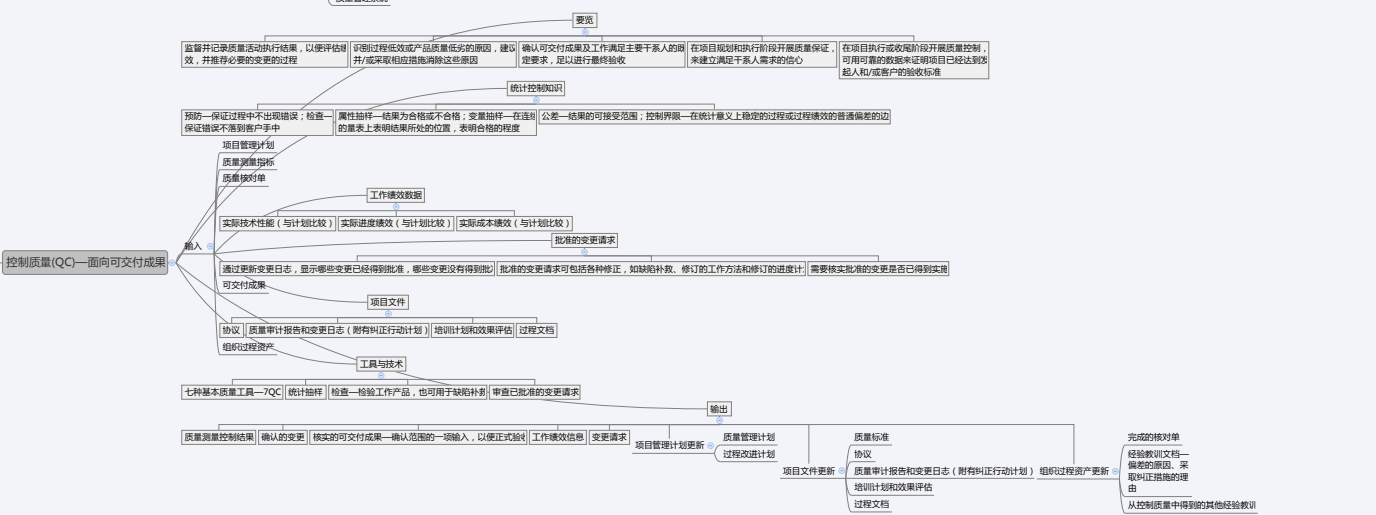 要览
监督并记录质量活动执行结果，以便评估绩
效，并推荐必要的变更的过程
识别过程低效或产品质量低劣的原因，建议
并/或采取相应措施消除这些原因
确认可交付成果及工作满足主要干系人的既
定要求，足以进行最终验收
在项目规划和执行阶段开展质量保证，
来建立满足干系人需求的信心
在项目执行或收尾阶段开展质量控制，
可用可靠的数据来证明项目已经达到发
起人和/或客户的验收标准
统计控制知识
预防—保证过程中不出现错误；检查—
保证错误不落到客户手中
属性抽样—结果为合格或不合格；变量抽样—在连续
的量表上表明结果所处的位置，表明合格的程度
公差—结果的可接受范围；控制界限—在统计意义上稳定的过程或过程绩效的普通偏差的边
项目管理计划
质量测量指标
质量核对单
工作绩效数据
实际技术性能（与计划比较）
实际进度绩效（与计划比较）
实际成本绩效（与计划比较）
输入
批准的变更请求
控制质量(QC)—面向可交付成果
通过更新变更日志，显示哪些变更已经得到批准，哪些变更没有得到批
批准的变更请求可包括各种修正，如缺陷补救、修订的工作方法和修订的进度计
需要核实批准的变更是否已得到实施
可交付成果
项目文件
协议
质量审计报告和变更日志（附有纠正行动计划）
培训计划和效果评估
过程文档
组织过程资产
工具与技术
七种基本质量工具—7QC
统计抽样
检查—检验工作产品，也可用于缺陷补救
审查已批准的变更请求
输出
质量测量控制结果
确认的变更
核实的可交付成果—确认范围的一项输入，以便正式验收
工作绩效信息
变更请求
项目管理计划更新
质量管理计划
过程改进计划
项目文件更新
质量标准
协议
质量审计报告和变更日志（附有纠正行动计划）
培训计划和效果评估
过程文档
组织过程资产更新
完成的核对单
经验教训文档—
偏差的原因、采
取纠正措施的理
由
从控制质量中得到的其他经验教训